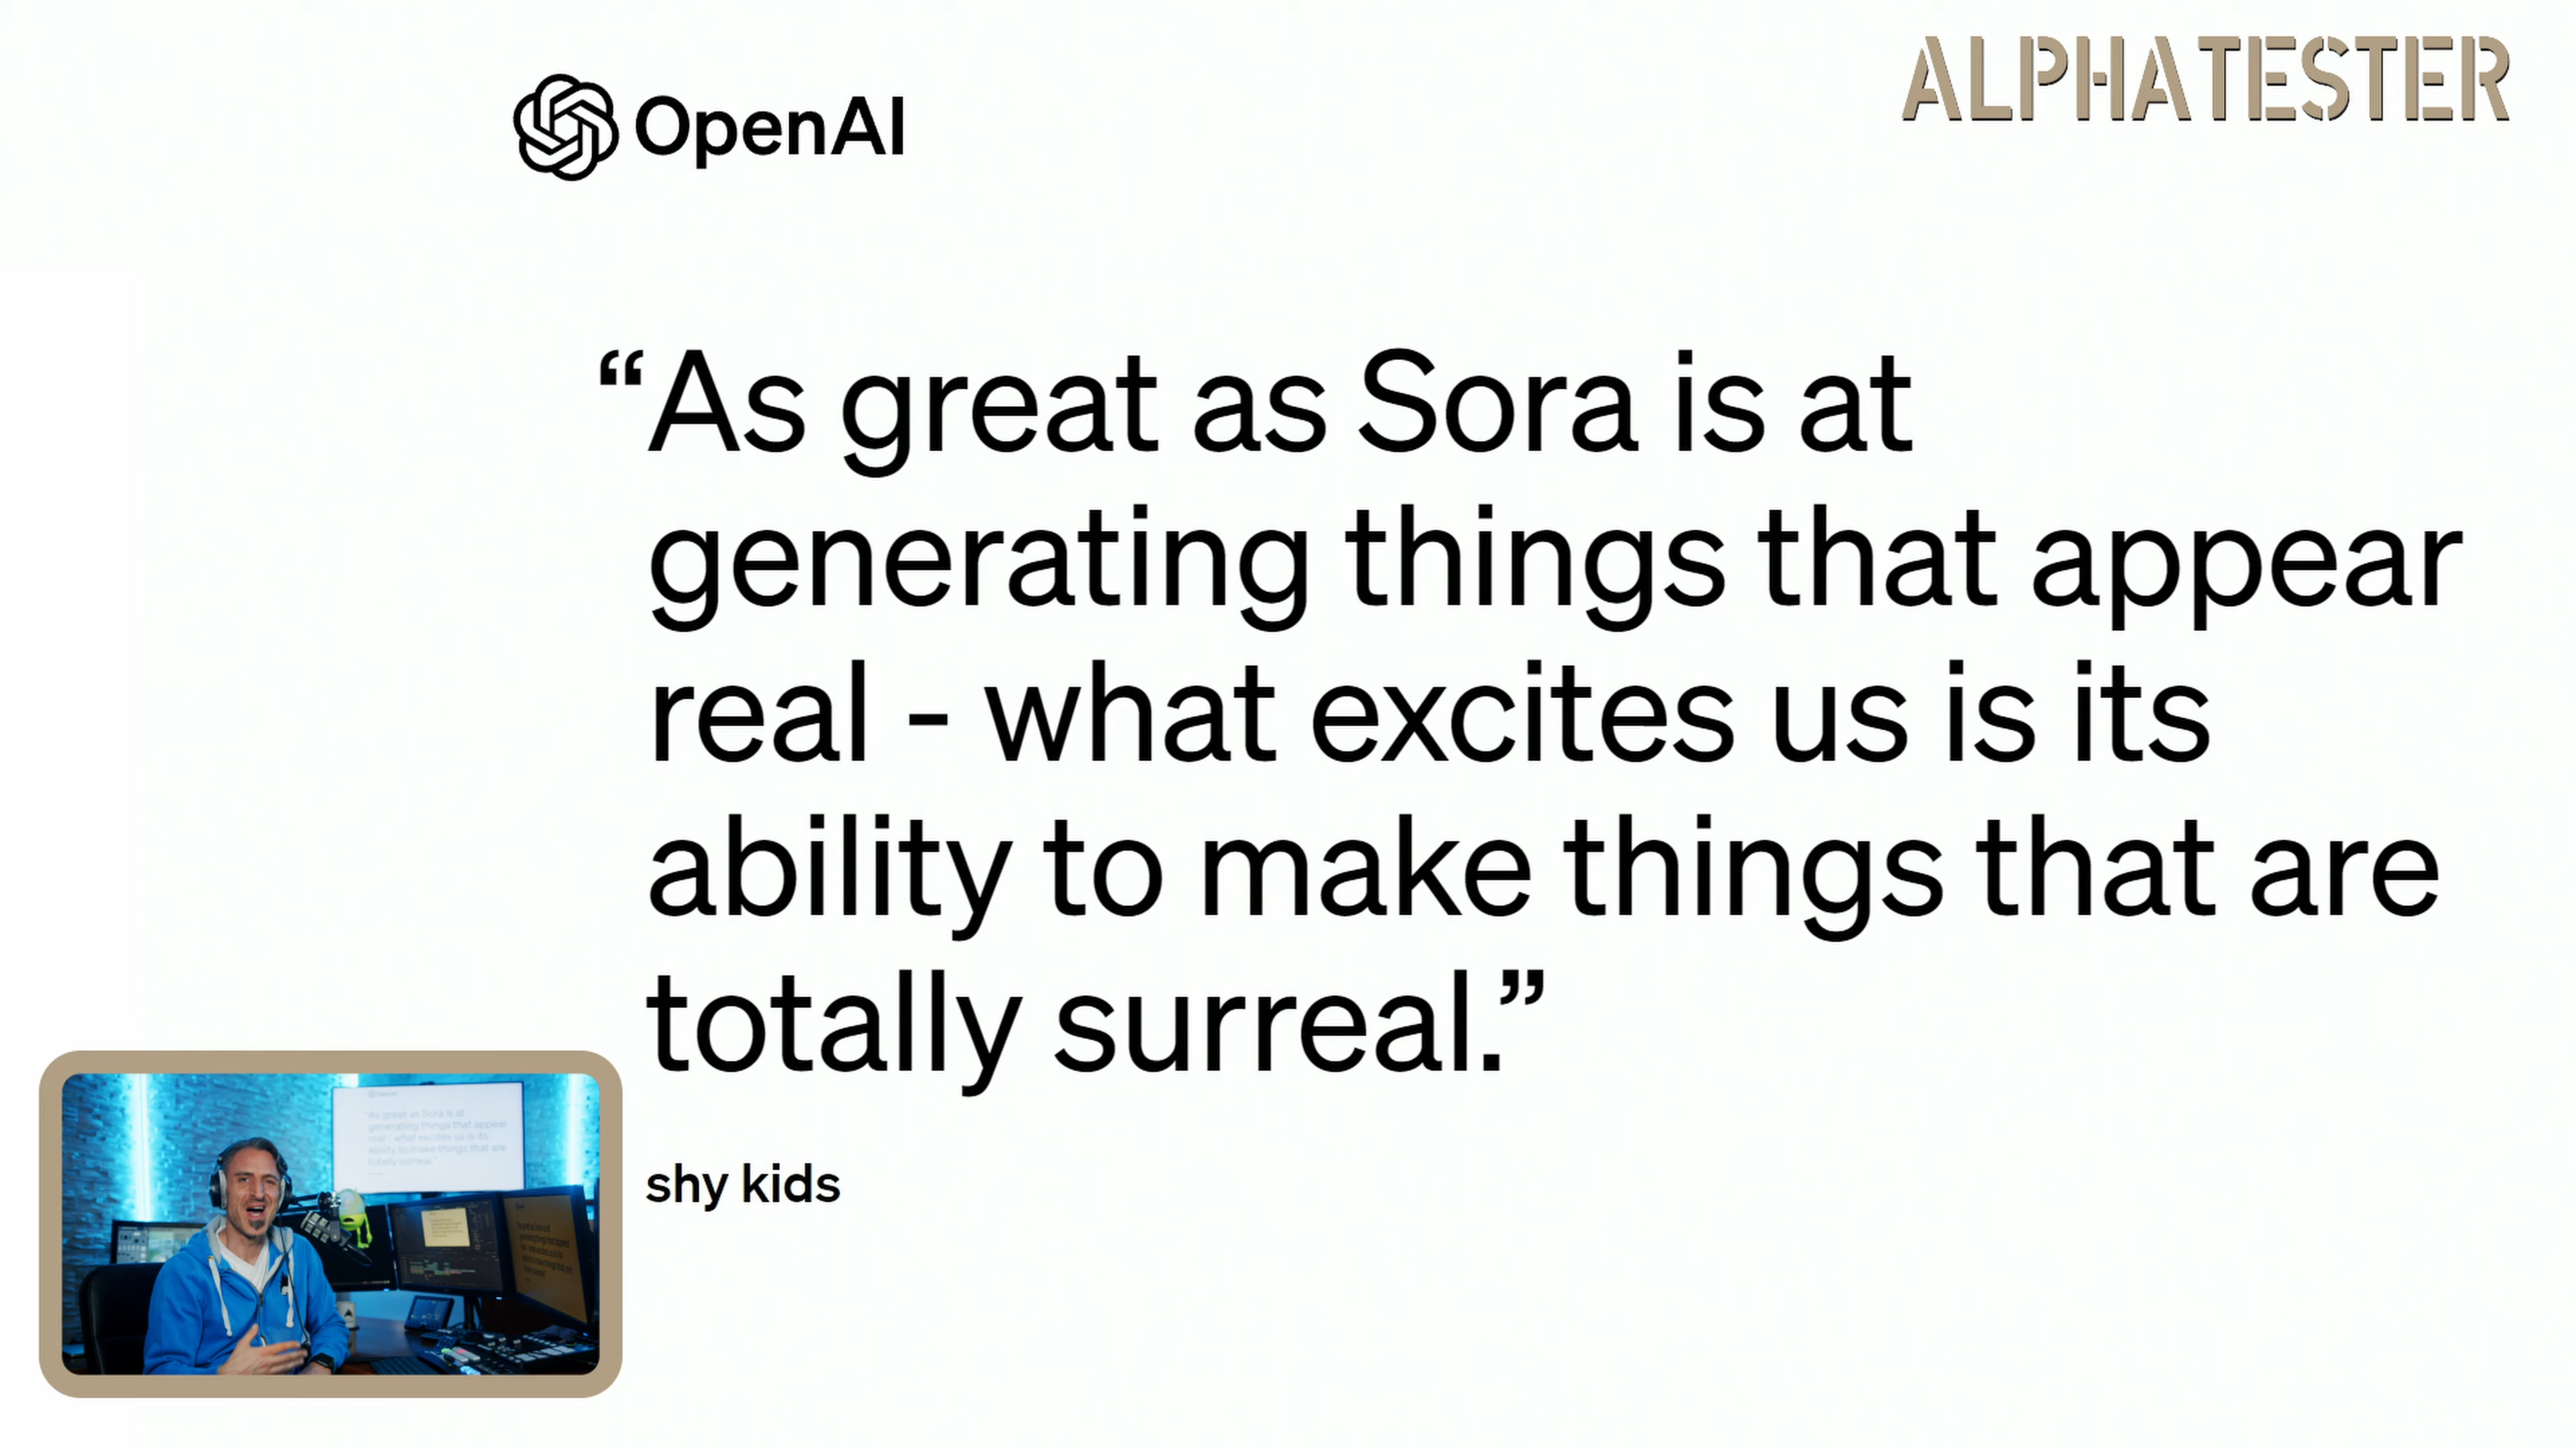 OpenAI
ALPHATESTER
“As great as Sora is at
generating things that appear
real - what excites us is its
ability to make things that are
totally surreal.”
shy kids